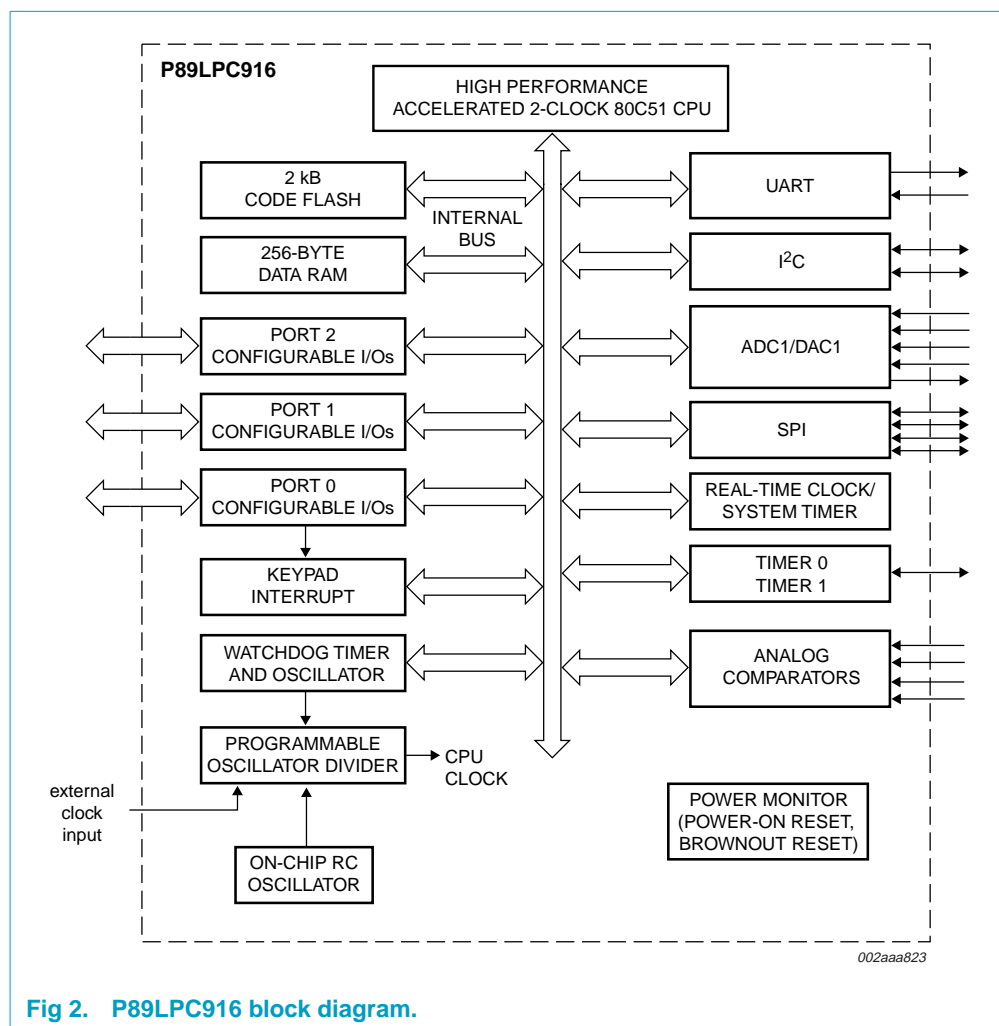 P89LPC916
HIGH PERFORMANCE
ACCELERATED 2-CLOCK 80C51 CPU
2 kB
CODE FLASH
INTERNAL
BUS
256-BYTE
DATA RAM
PORT 2
CONFIGURABLE I/Os
PORT 1
CONFIGURABLE I/Os
PORT 0
CONFIGURABLE I/Os
KEYPAD
INTERRUPT
WATCHDOG TIMER
AND OSCILLATOR
PROGRAMMABLE
OSCILLATOR DIVIDER
CPU
CLOCK
external
clock
input
ON-CHIP RC
OSCILLATOR
UART
I²C
ADC1/DAC1
SPI
REAL-TIME CLOCK/
SYSTEM TIMER
TIMER 0
TIMER 1
ANALOG
COMPARATORS
POWER MONITOR
(POWER-ON RESET,
BROWNOUT RESET)
002aaa823
Fig 2. P89LPC916 block diagram.